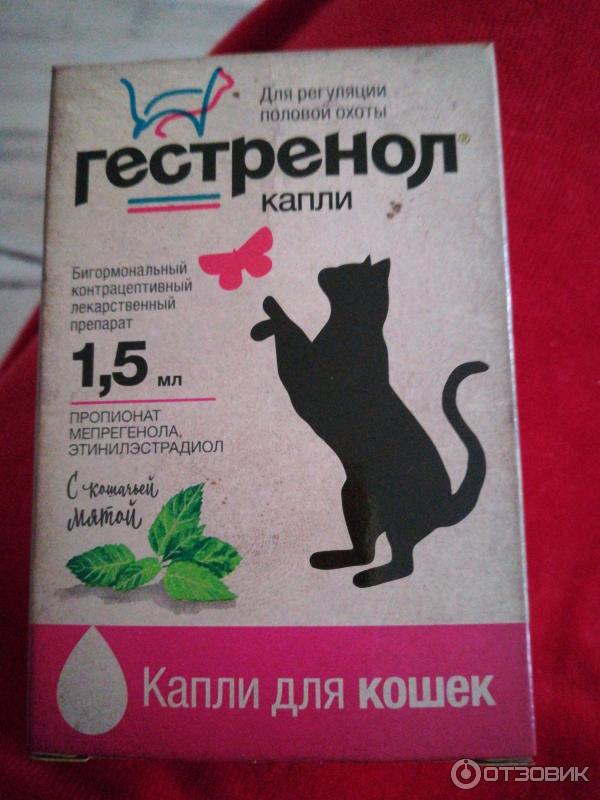 Для регуляции
половой охоты
гестренол®
капли
Бигормональный
контрацептивный
лекарственный
препарат
1,5 мл
ПРОПИОНАТ
МЕПРЕГЕНОЛА,
ЭТИНИЛЭСТРАДИОЛ
С кошачьей
мятой
Капли для кошек
ОТЗОВИК